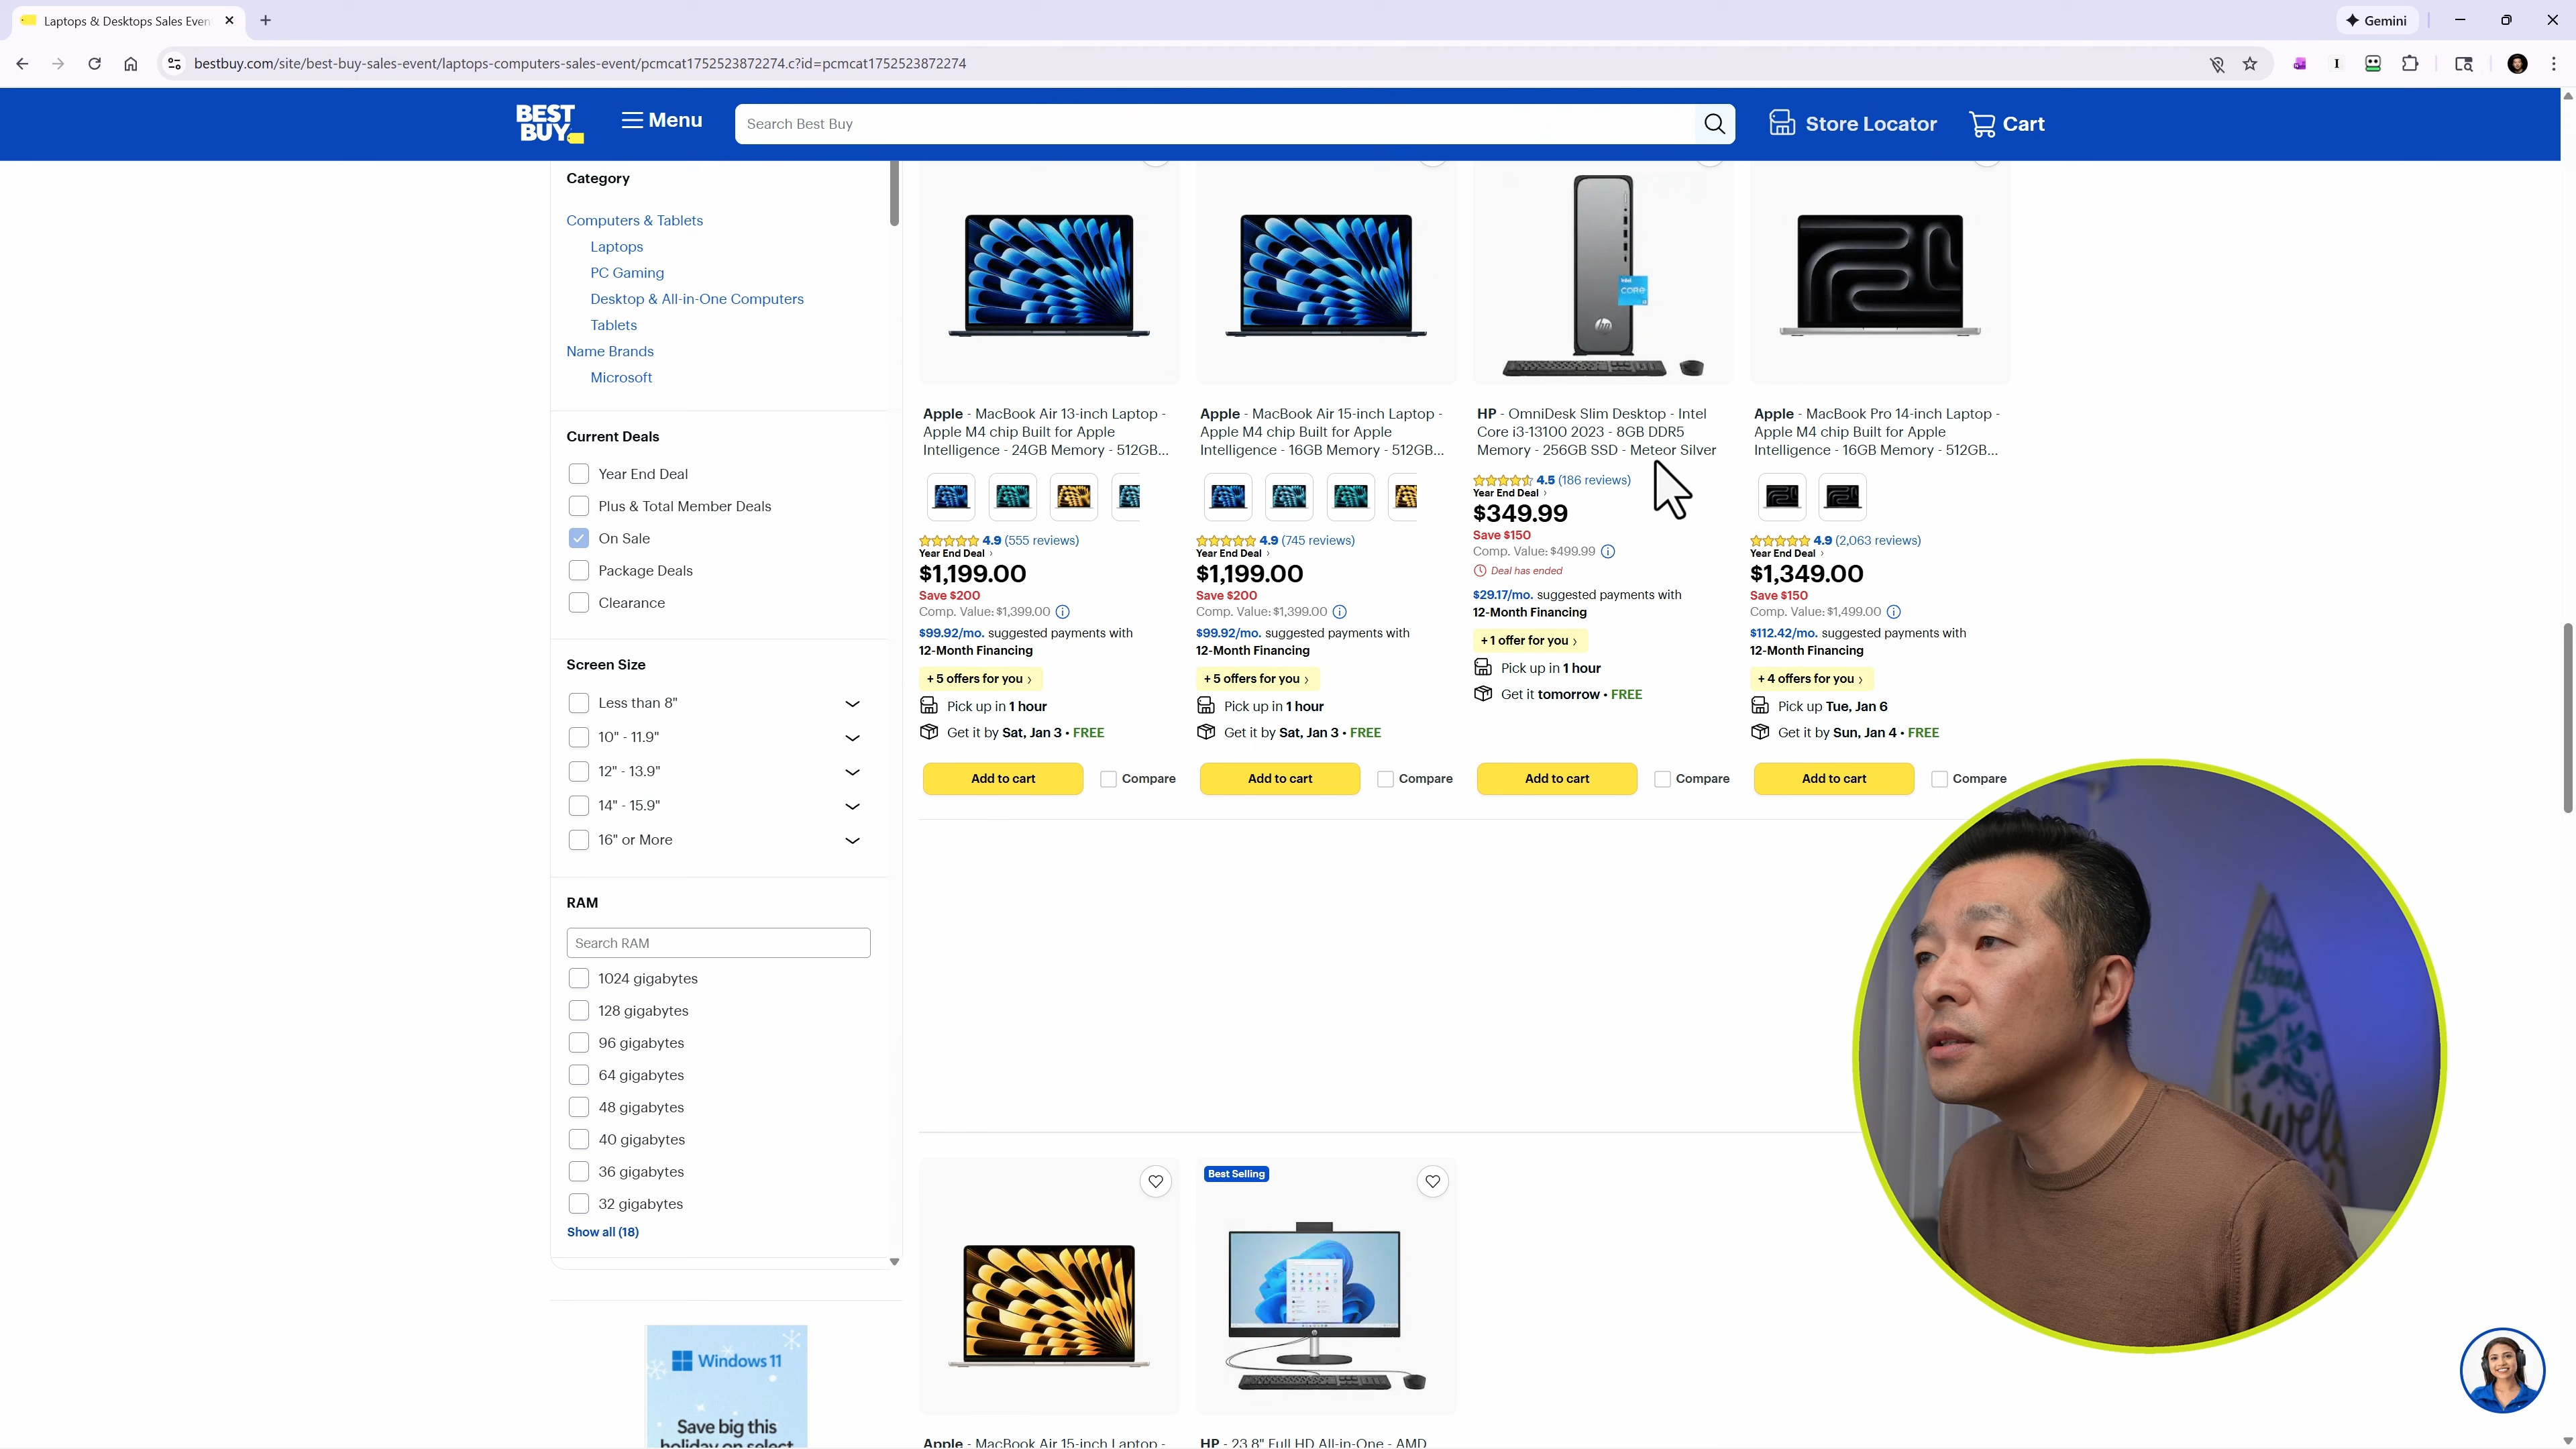 Laptops & Desktops Sales Even
Gemini
bestbuy.com/site/best-buy-sales-event/laptops-computers-sales-event/pcmcat1752523872274.c?id=pcmcat1752523872274
BEST
BUY
Menu
Search Best Buy
Store Locator
Cart
Category
Computers & Tablets
Laptops
PC Gaming
Desktop & All-in-One Computers
Tablets
Name Brands
Microsoft
Current Deals
Year End Deal
Plus & Total Member Deals
On Sale
Package Deals
Clearance
Screen Size
Less than 8"
10" - 11.9"
12" - 13.9"
14" - 15.9"
16" or More
RAM
Search RAM
1024 gigabytes
128 gigabytes
96 gigabytes
64 gigabytes
48 gigabytes
40 gigabytes
36 gigabytes
32 gigabytes
Show all (18)
Windows 11
Save big this
holiday on select
Apple - MacBook Air 13-inch Laptop -
Apple M4 chip Built for Apple
Intelligence - 24GB Memory - 512GB...
4.9 (555 reviews)
Year End Deal ›
$1,199.00
Save $200
Comp. Value: $1,399.00
$99.92/mo. suggested payments with
12-Month Financing
+ 5 offers for you ›
Pick up in 1 hour
Get it by Sat, Jan 3 • FREE
Add to cart
Compare
Apple - MacBook Air 15-inch Laptop -
Apple M4 chip Built for Apple
Intelligence - 16GB Memory - 512GB...
4.9 (745 reviews)
Year End Deal ›
$1,199.00
Save $200
Comp. Value: $1,399.00
$99.92/mo. suggested payments with
12-Month Financing
+ 5 offers for you ›
Pick up in 1 hour
Get it by Sat, Jan 3 • FREE
Add to cart
Compare
intel
CORE
i3
hp
HP - OmniDesk Slim Desktop - Intel
Core i3-13100 2023 - 8GB DDR5
Memory - 256GB SSD - Meteor Silver
4.5 (186 reviews)
Year End Deal ›
$349.99
Save $150
Comp. Value: $499.99
Deal has ended
$29.17/mo. suggested payments with
12-Month Financing
+ 1 offer for you ›
Pick up in 1 hour
Get it tomorrow • FREE
Add to cart
Compare
Apple - MacBook Pro 14-inch Laptop -
Apple M4 chip Built for Apple
Intelligence - 16GB Memory - 512GB...
4.9 (2,063 reviews)
Year End Deal ›
$1,349.00
Save $150
Comp. Value: $1,499.00
$112.42/mo. suggested payments with
12-Month Financing
+ 4 offers for you ›
Pick up Tue, Jan 6
Get it by Sun, Jan 4 • FREE
Add to cart
Compare
Best Selling
Apple - MacBook Air 15-inch Laptop -
HP - 23.8" Full HD All-in-One - AMD